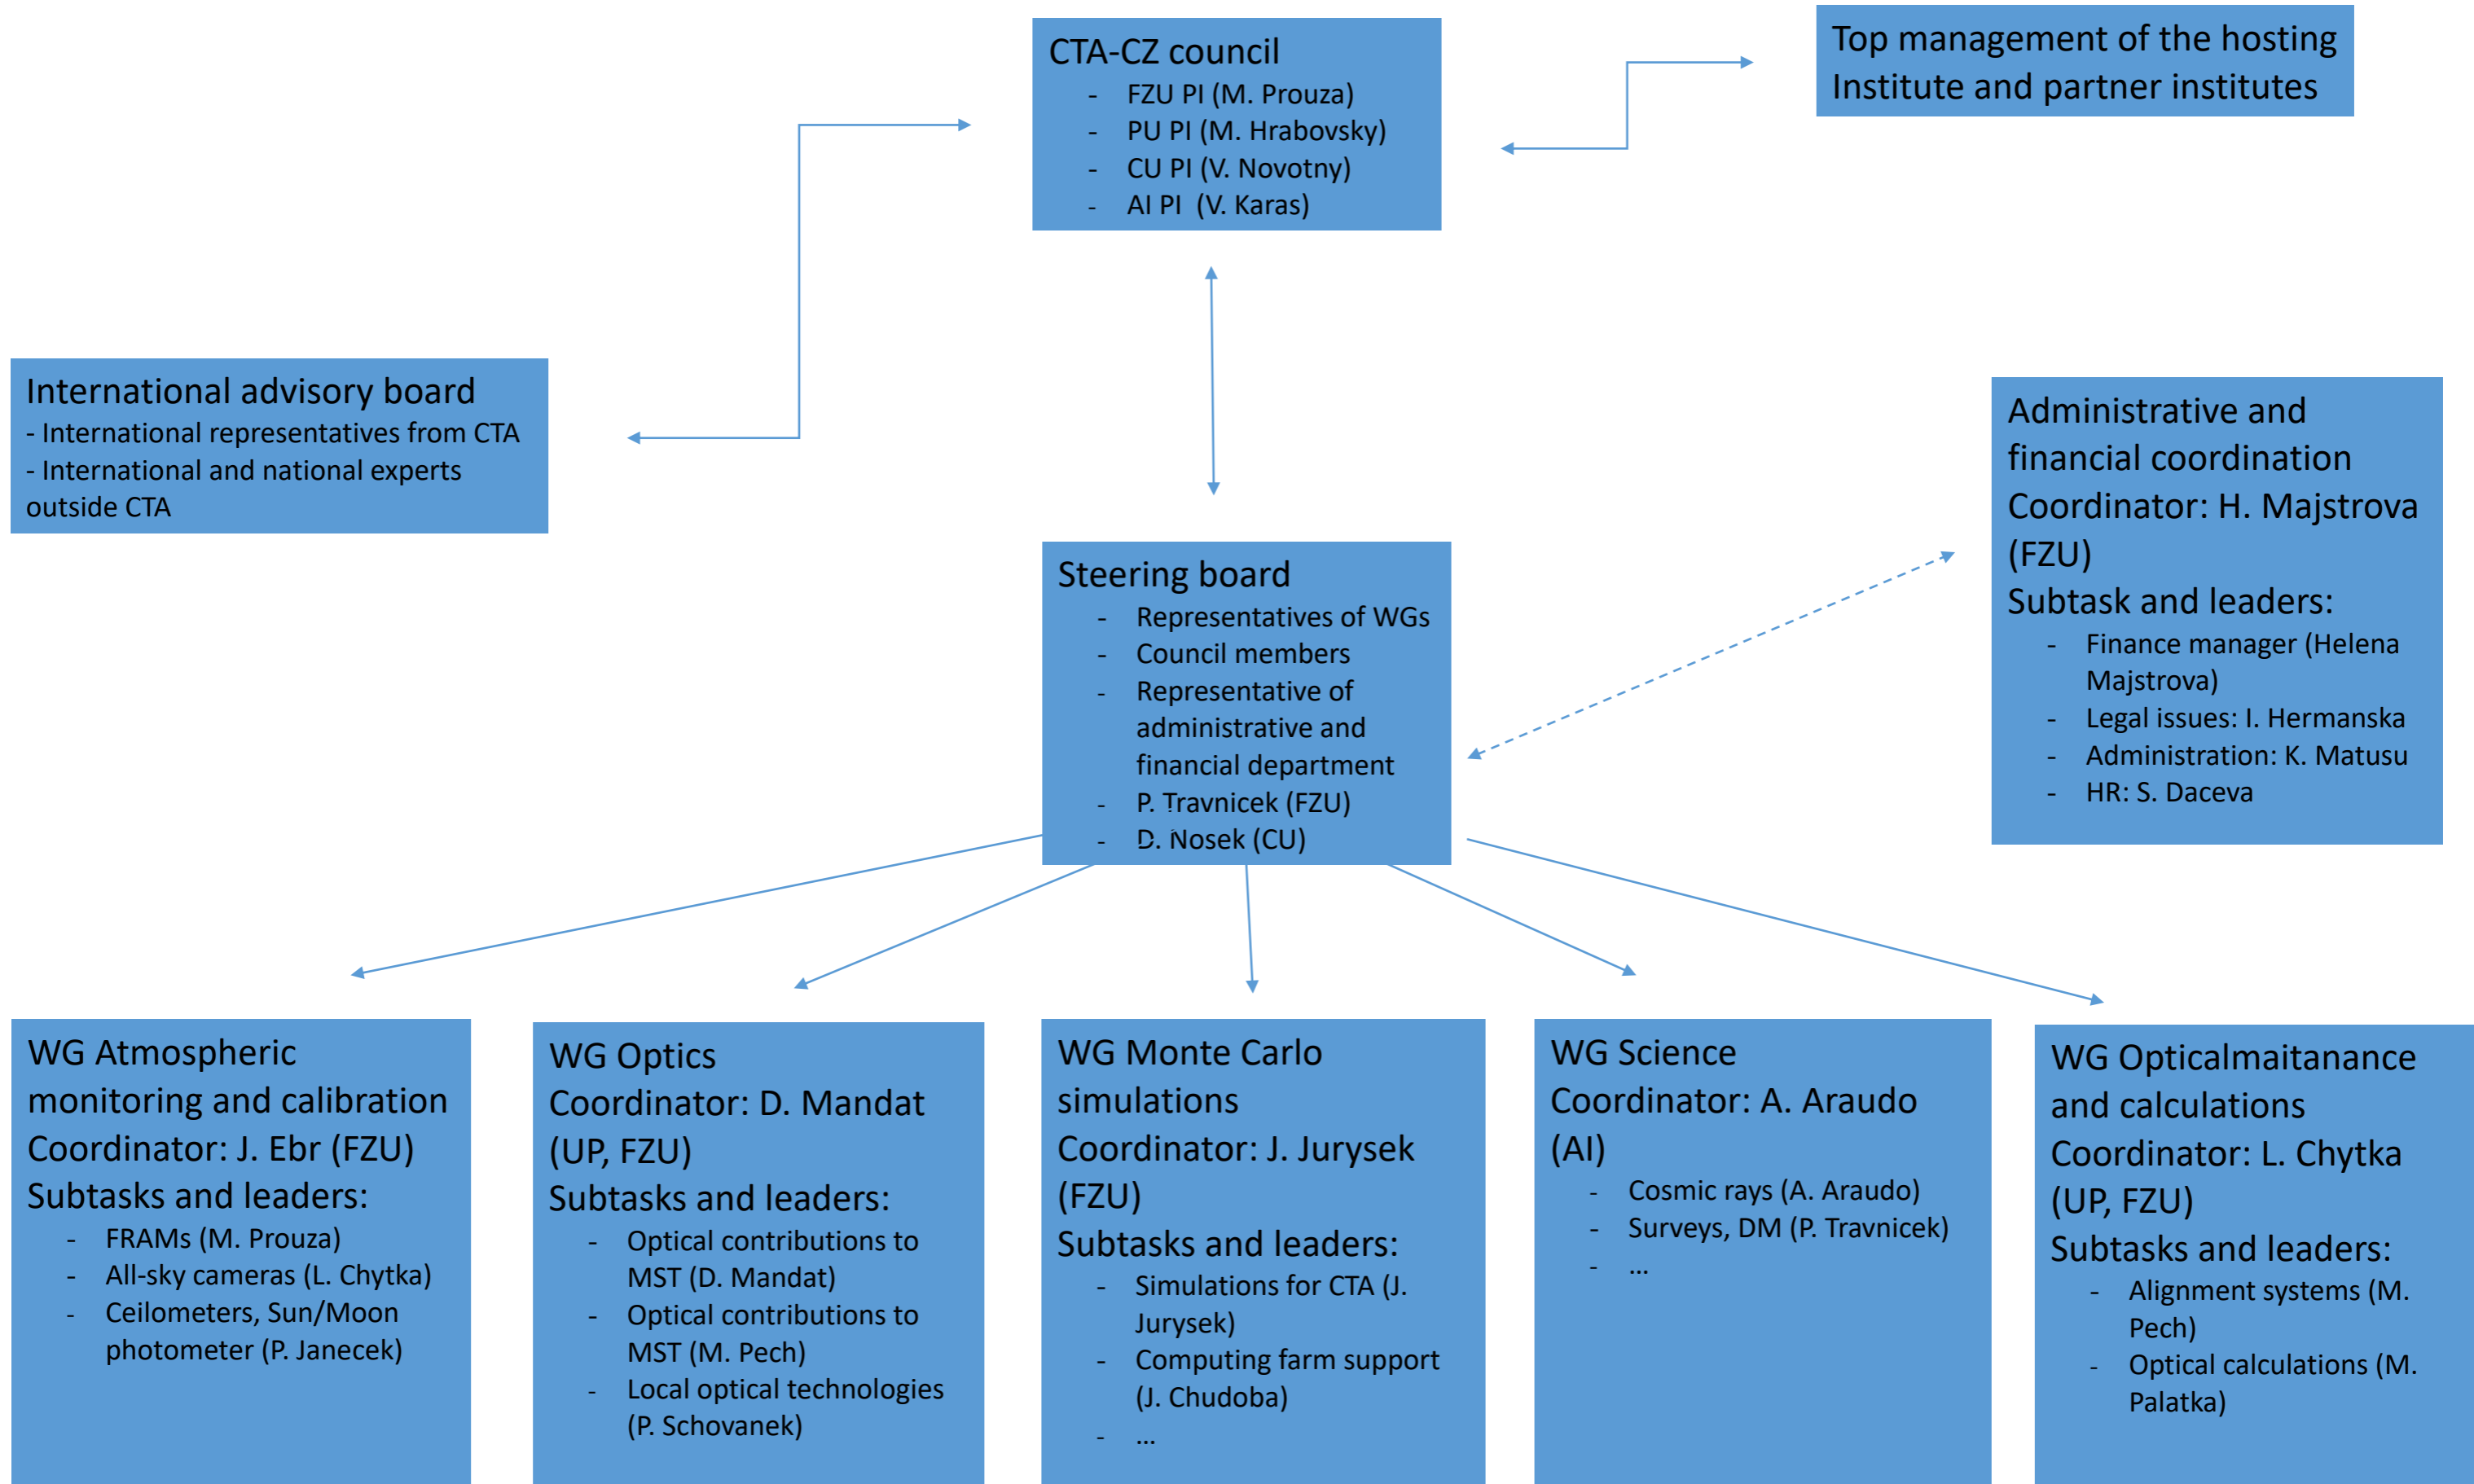 CTA-CZ council
- FZU PI (M. Prouza)
- PU PI (M. Hrabovsky)
- CU PI (V. Novotny)
- AI PI (V. Karas)
Top management of the hosting
Institute and partner institutes
International advisory board
- International representatives from CTA
- International and national experts
outside CTA
Steering board
- Representatives of WGs
- Council members
- Representative of
administrative and
financial department
- P. Travnicek (FZU)
- D. Nosek (CU)
Administrative and
financial coordination
Coordinator: H. Majstrova
(FZU)
Subtask and leaders:
- Finance manager (Helena
Majstrova)
- Legal issues: I. Hermanska
- Administration: K. Matusu
- HR: S. Daceva
WG Atmospheric
monitoring and calibration
Coordinator: J. Ebr (FZU)
Subtasks and leaders:
- FRAMs (M. Prouza)
- All-sky cameras (L. Chytka)
- Ceilometers, Sun/Moon
photometer (P. Janecek)
WG Optics
Coordinator: D. Mandat
(UP, FZU)
Subtasks and leaders:
- Optical contributions to
MST (D. Mandat)
- Optical contributions to
MST (M. Pech)
- Local optical technologies
(P. Schovanek)
WG Monte Carlo
simulations
Coordinator: J. Jurysek
(FZU)
Subtasks and leaders:
- Simulations for CTA (J.
Jurysek)
- Computing farm support
(J. Chudoba)
- …
WG Science
Coordinator: A. Araudo
(AI)
- Cosmic rays (A. Araudo)
- Surveys, DM (P. Travnicek)
- …
WG Opticalmaitanance
and calculations
Coordinator: L. Chytka
(UP, FZU)
Subtasks and leaders:
- Alignment systems (M.
Pech)
- Optical calculations (M.
Palatka)